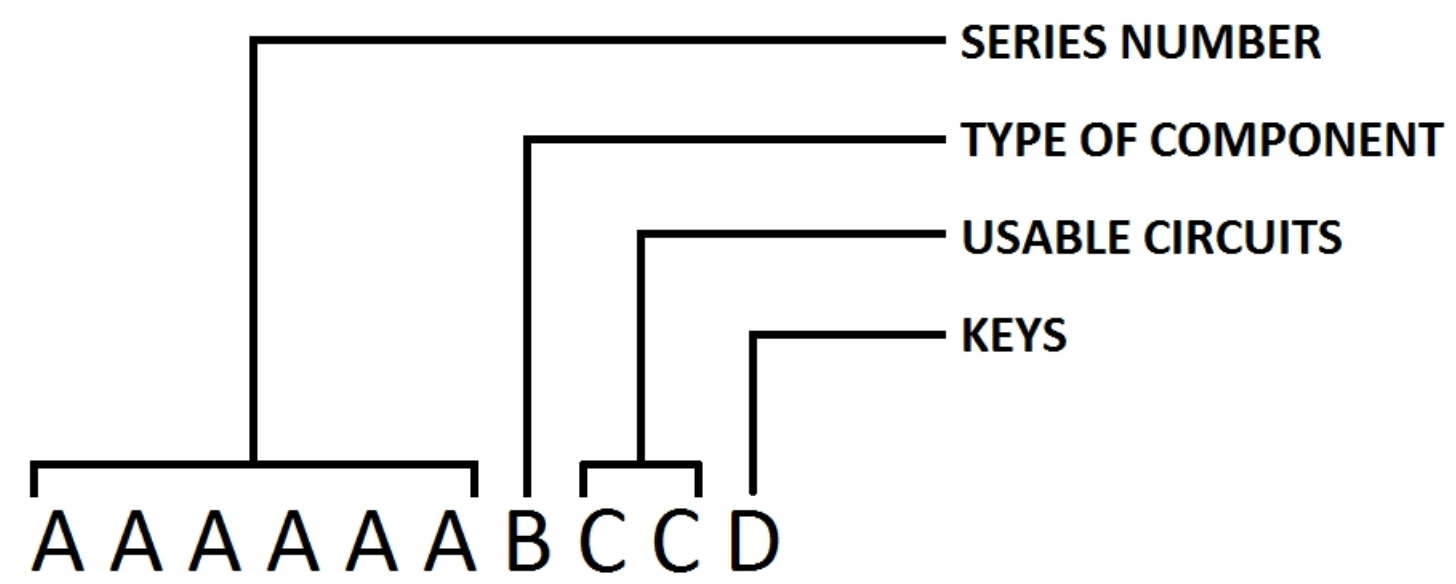 SERIES NUMBER
TYPE OF COMPONENT
USABLE CIRCUITS
KEYS
A A A A A A B C C D